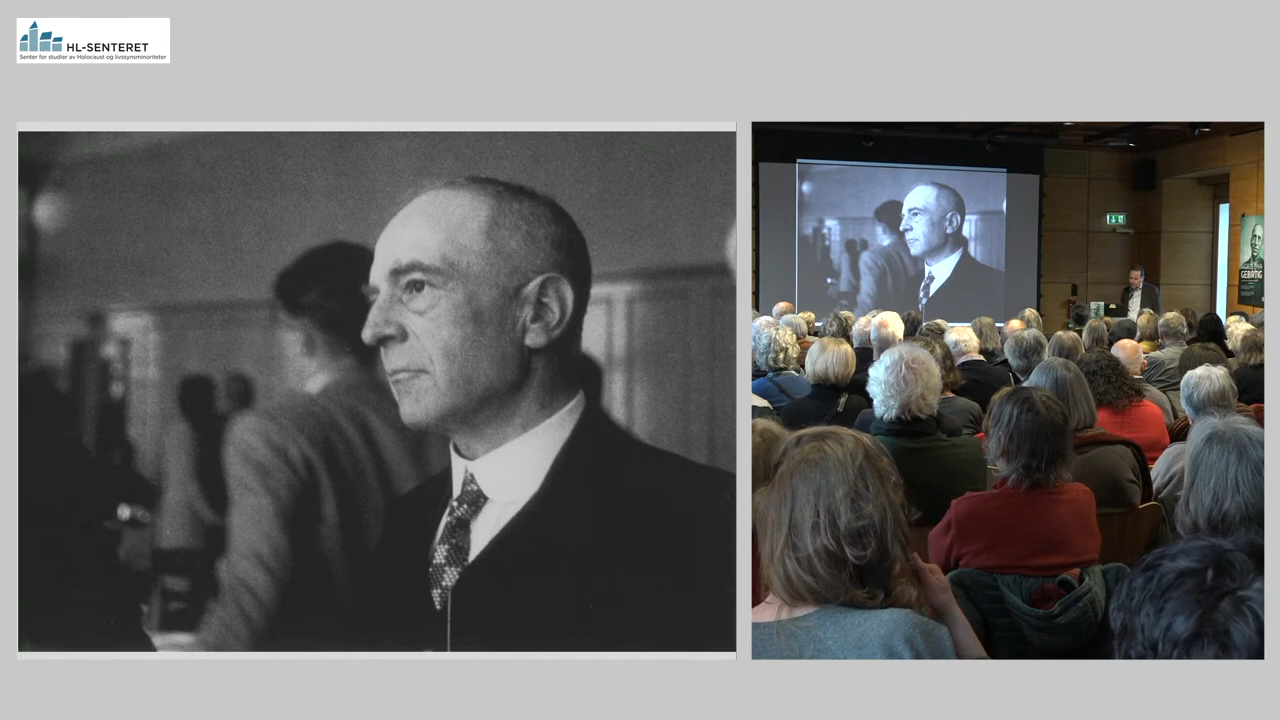 HL-SENTERET
Senter for studier av Holocaust og livssynsminoriteter
GEBIRTIG